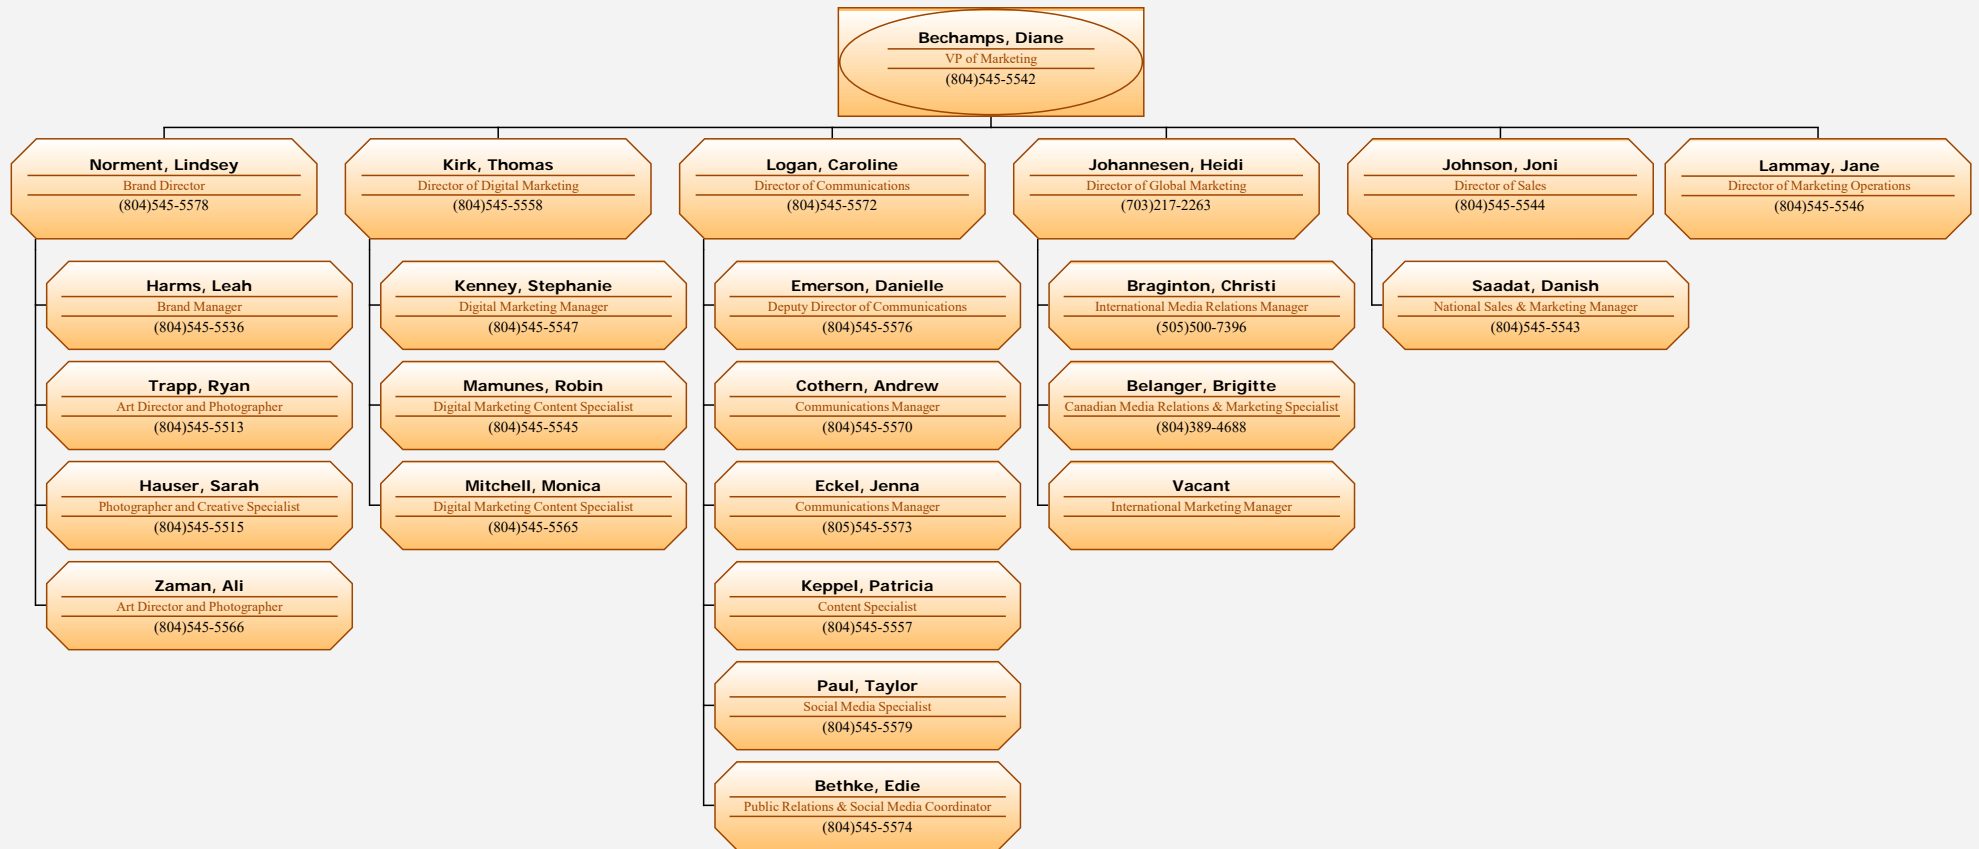 Bechamps, Diane
VP of Marketing
(804)545-5542
Norment, Lindsey
Brand Director
(804)545-5578
Kirk, Thomas
Director of Digital Marketing
(804)545-5558
Logan, Caroline
Director of Communications
(804)545-5572
Johannesen, Heidi
Director of Global Marketing
(703)217-2263
Johnson, Joni
Director of Sales
(804)545-5544
Lammay, Jane
Director of Marketing Operations
(804)545-5546
Harms, Leah
Brand Manager
(804)545-5536
Trapp, Ryan
Art Director and Photographer
(804)545-5513
Hauser, Sarah
Photographer and Creative Specialist
(804)545-5515
Zaman, Ali
Art Director and Photographer
(804)545-5566
Kenney, Stephanie
Digital Marketing Manager
(804)545-5547
Mamunes, Robin
Digital Marketing Content Specialist
(804)545-5545
Mitchell, Monica
Digital Marketing Content Specialist
(804)545-5565
Emerson, Danielle
Deputy Director of Communications
(804)545-5576
Cothern, Andrew
Communications Manager
(804)545-5570
Eckel, Jenna
Communications Manager
(805)545-5573
Keppel, Patricia
Content Specialist
(804)545-5557
Paul, Taylor
Social Media Specialist
(804)545-5579
Bethke, Edie
Public Relations & Social Media Coordinator
(804)545-5574
Braginton, Christi
International Media Relations Manager
(505)500-7396
Belanger, Brigitte
Canadian Media Relations & Marketing Specialist
(804)389-4688
Vacant
International Marketing Manager
Saadat, Danish
National Sales & Marketing Manager
(804)545-5543